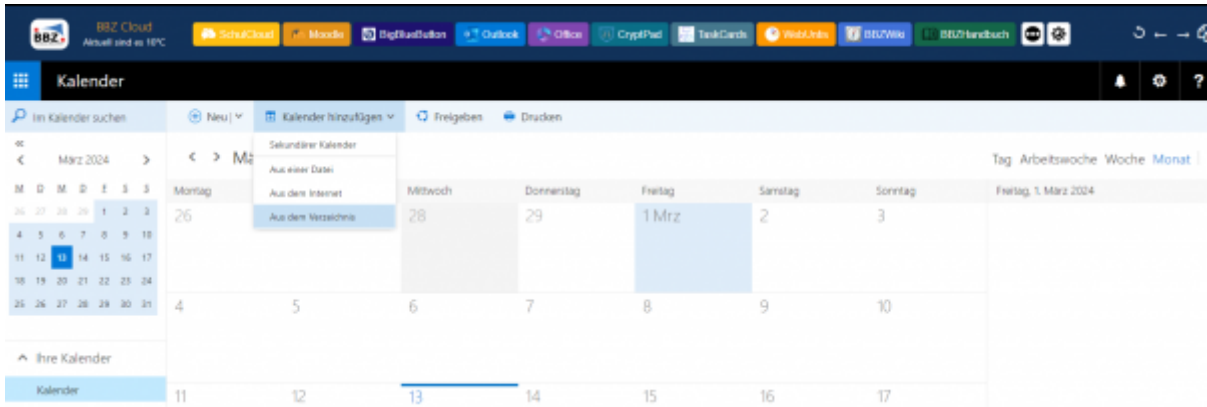 BBZ Cloud
BBZ Aktuell sind es 10°C SchulCloud Moodle BigBlueButton Outlook Office CryptPad TaskCards WebUntis BBZWiki BBZHandbuch
Kalender ?
Im Kalender suchen Neu Kalender hinzufügen Freigeben Drucken
Sekundärer Kalender
Aus einer Datei
Aus dem Internet
Aus dem Verzeichnis
März 2024
M D M D F S S
26 27 28 29 1 2 3
4 5 6 7 8 9 10
11 12 13 14 15 16 17
18 19 20 21 22 23 24
25 26 27 28 29 30 31
Ihre Kalender
Kalender
Tag Arbeitswoche Woche Monat
Montag Mittwoch Donnerstag Freitag Samstag Sonntag Freitag, 1. März 2024
26 28 29 1 Mrz 2 3
4 5 6 7 8 9 10
11 12 13 14 15 16 17